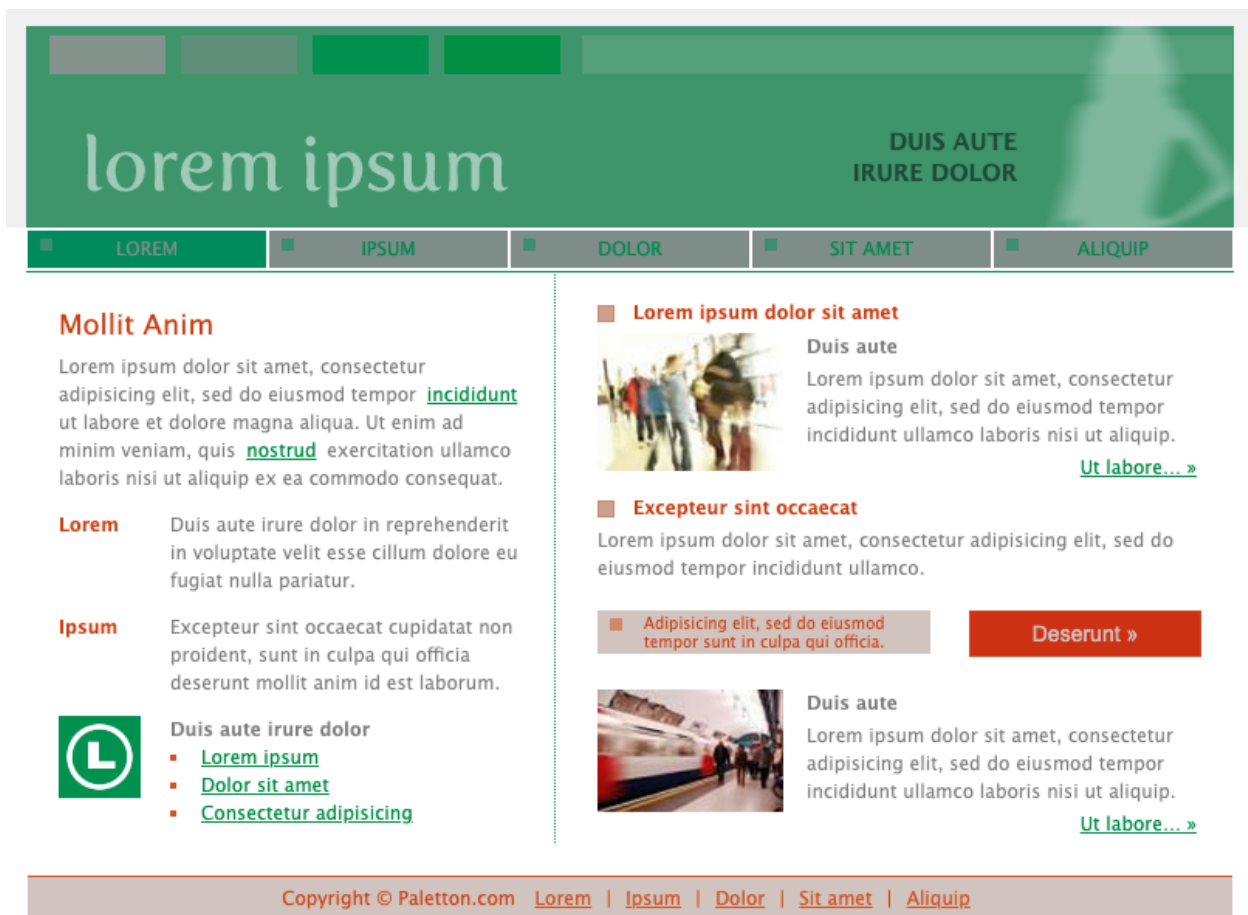 lorem ipsum
DUIS AUTE
IRURE DOLOR
LOREM
IPSUM
DOLOR
SIT AMET
ALIQUIP
Mollit Anim
Lorem ipsum dolor sit amet, consectetur
adipisicing elit, sed do eiusmod tempor incididunt
ut labore et dolore magna aliqua. Ut enim ad
minim veniam, quis nostrud exercitation ullamco
laboris nisi ut aliquip ex ea commodo consequat.
Lorem
Duis aute irure dolor in reprehenderit
in voluptate velit esse cillum dolore eu
fugiat nulla pariatur.
Ipsum
Excepteur sint occaecat cupidatat non
proident, sunt in culpa qui officia
deserunt mollit anim id est laborum.
L
Duis aute irure dolor
Lorem ipsum
Dolor sit amet
Consectetur adipisicing
Lorem ipsum dolor sit amet
Duis aute
Lorem ipsum dolor sit amet, consectetur
adipisicing elit, sed do eiusmod tempor
incididunt ullamco laboris nisi ut aliquip.
Ut labore... »
Excepteur sint occaecat
Lorem ipsum dolor sit amet, consectetur adipisicing elit, sed do
eiusmod tempor incididunt ullamco.
Adipisicing elit, sed do eiusmod
tempor sunt in culpa qui officia.
Deserunt »
Duis aute
Lorem ipsum dolor sit amet, consectetur
adipisicing elit, sed do eiusmod tempor
incididunt ullamco laboris nisi ut aliquip.
Ut labore... »
Copyright © Paletton.com Lorem | Ipsum | Dolor | Sit amet | Aliquip